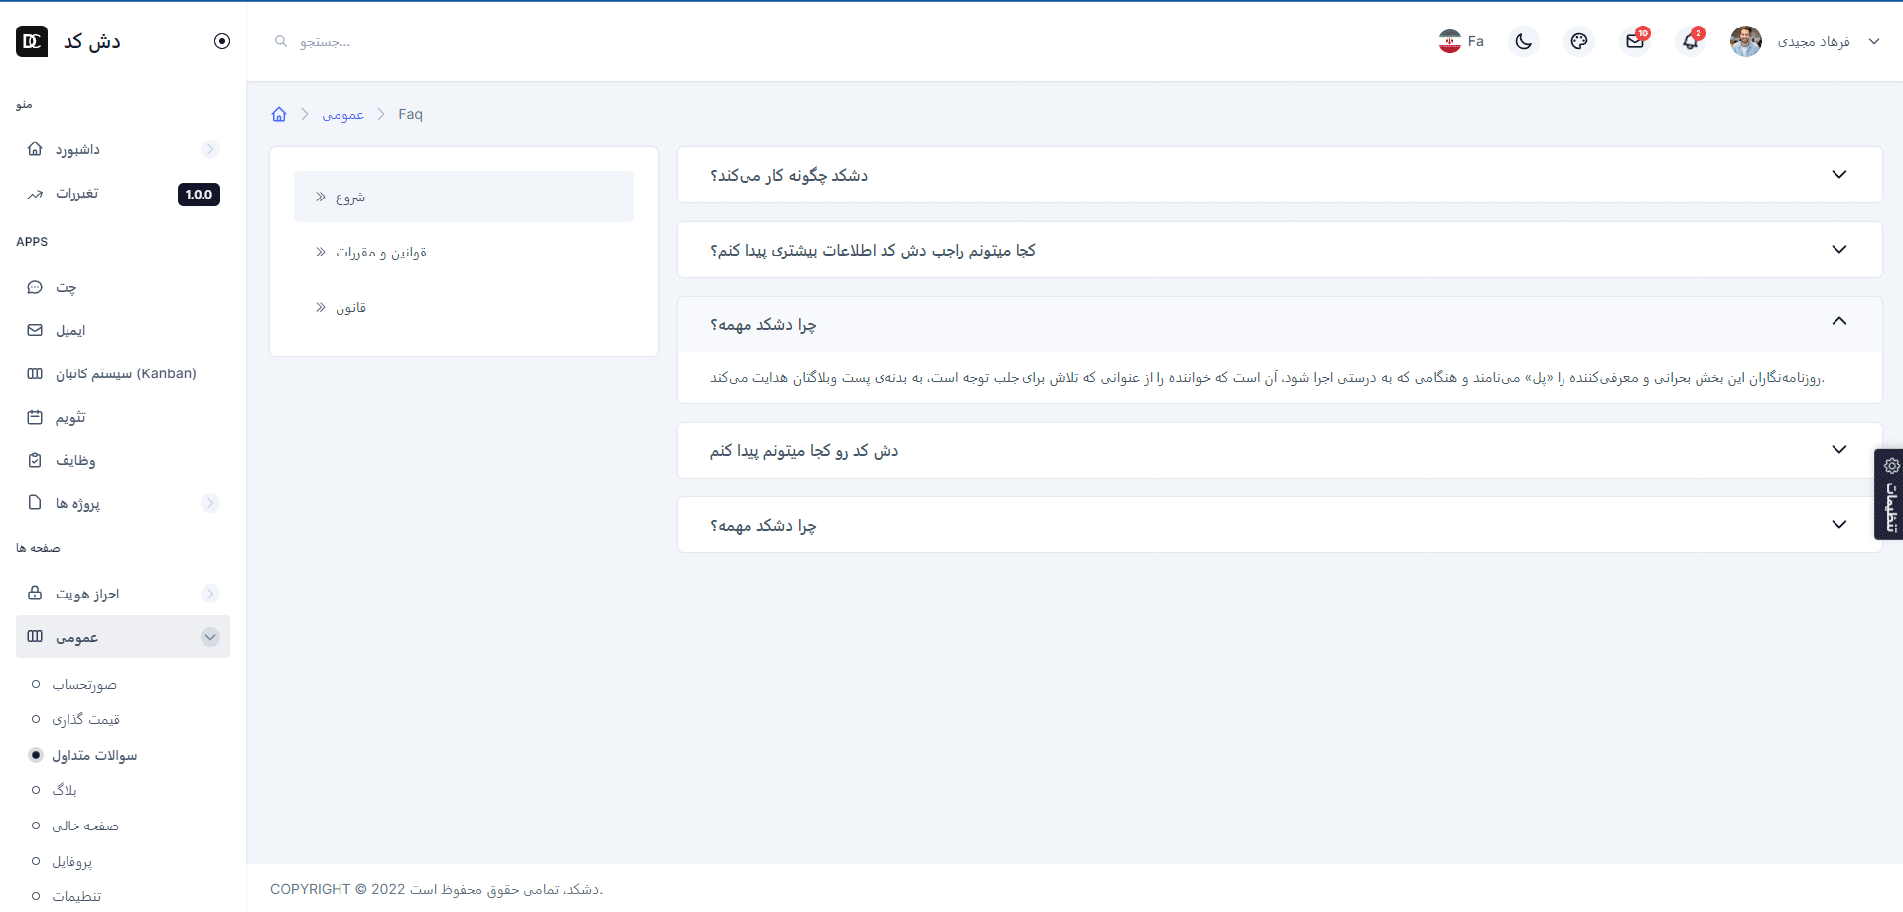 دش کد
جستجو...
Fa
10
2
فرهاد مجیدی
منو
داشبورد
تغییرات
1.0.0
APPS
چت
ایمیل
سیستم کانبان (Kanban)
تقویم
وظایف
پروژه ها
صفحه ها
احراز هویت
عمومی
صورتحساب
قیمت گذاری
سوالات متداول
بلاگ
صفحه خالی
پروفایل
تنظیمات
عمومی
Faq
شروع
قوانین و مقررات
قانون
دشکد چگونه کار می‌کند؟
کجا میتونم راجب دش کد اطلاعات بیشتری پیدا کنم؟
چرا دشکد مهمه؟
روزنامه‌نگاران این بخش بحرانی و معرفی‌کننده را «پل» می‌نامند و هنگامی که به درستی اجرا شود، آن است که خواننده را از عنوانی که تلاش برای جلب توجه است، به بدنه‌ی پست وبلاگتان هدایت می‌کند.
دش کد رو کجا میتونم پیدا کنم
چرا دشکد مهمه؟
تنظیمات
COPYRIGHT © 2022 دشکد، تمامی حقوق محفوظ است.